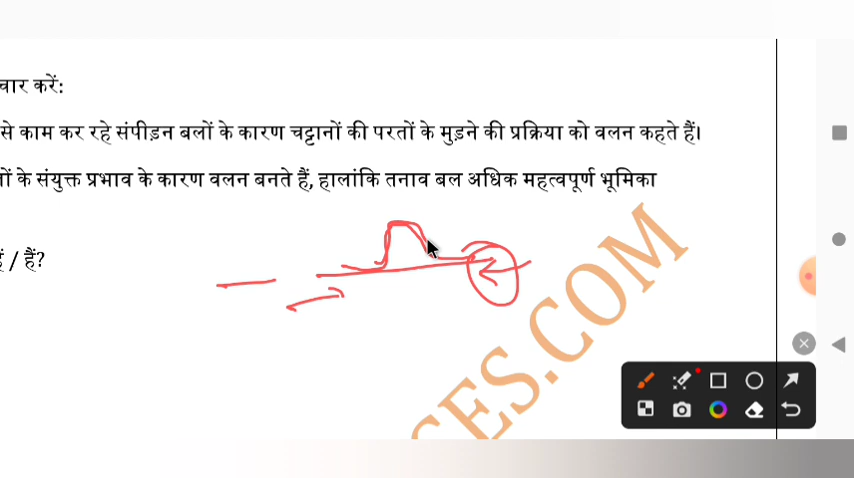 चार करें:
से काम कर रहे संपीड़न बलों के कारण चट्टानों की परतों के मुड़ने की प्रक्रिया को वलन कहते हैं।
के संयुक्त प्रभाव के कारण वलन बनते हैं, हालांकि तनाव बल अधिक महत्वपूर्ण भूमिका
/ हैं?
CES.COM